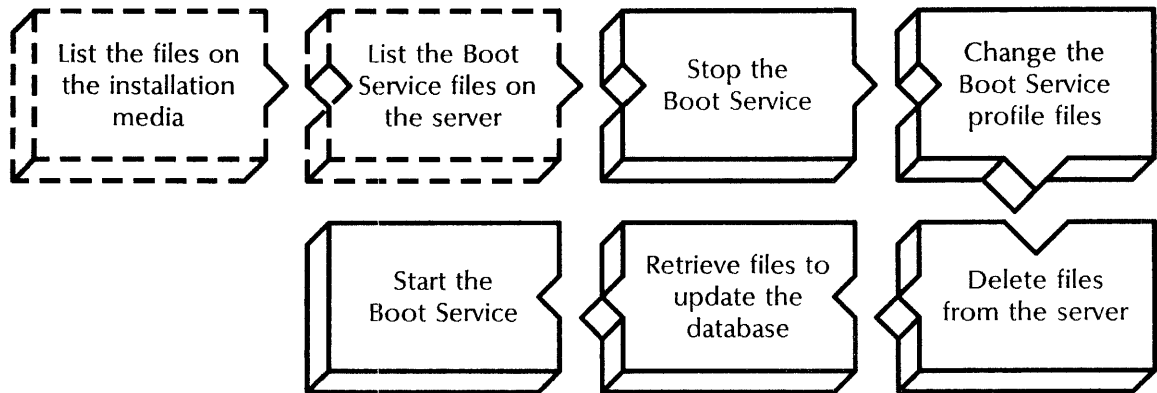 List the files on
the installation
media
List the Boot
Service files on
the server
Stop the
Boot Service
Change the
Boot Service
profile files
Start the
Boot Service
Retrieve files to
update the
database
Delete files
from the server